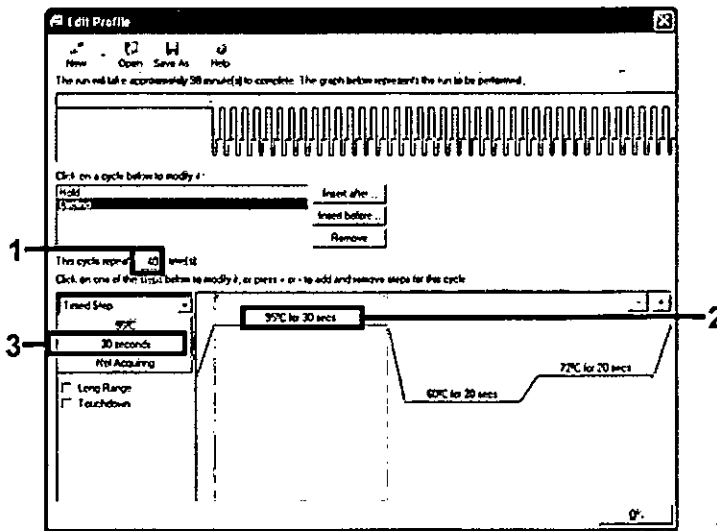 Edit Profile
New Open Save As Help
The run will take approximately 98 minute(s) to complete. The graph below represents the run to be performed.
Click on a cycle below to modify it:
Hold
Cycling
Insert after...
Insert before...
Remove
1
This cycle repeats 40 time(s)
Click on one of the steps below to modify it, or press + or - to add and remove steps for this cycle
Timed Step
95°C
3
30 seconds
Not Acquiring
Long Range
Touchdown
- +
95°C for 30 secs
2
60°C for 20 secs
72°C for 20 secs